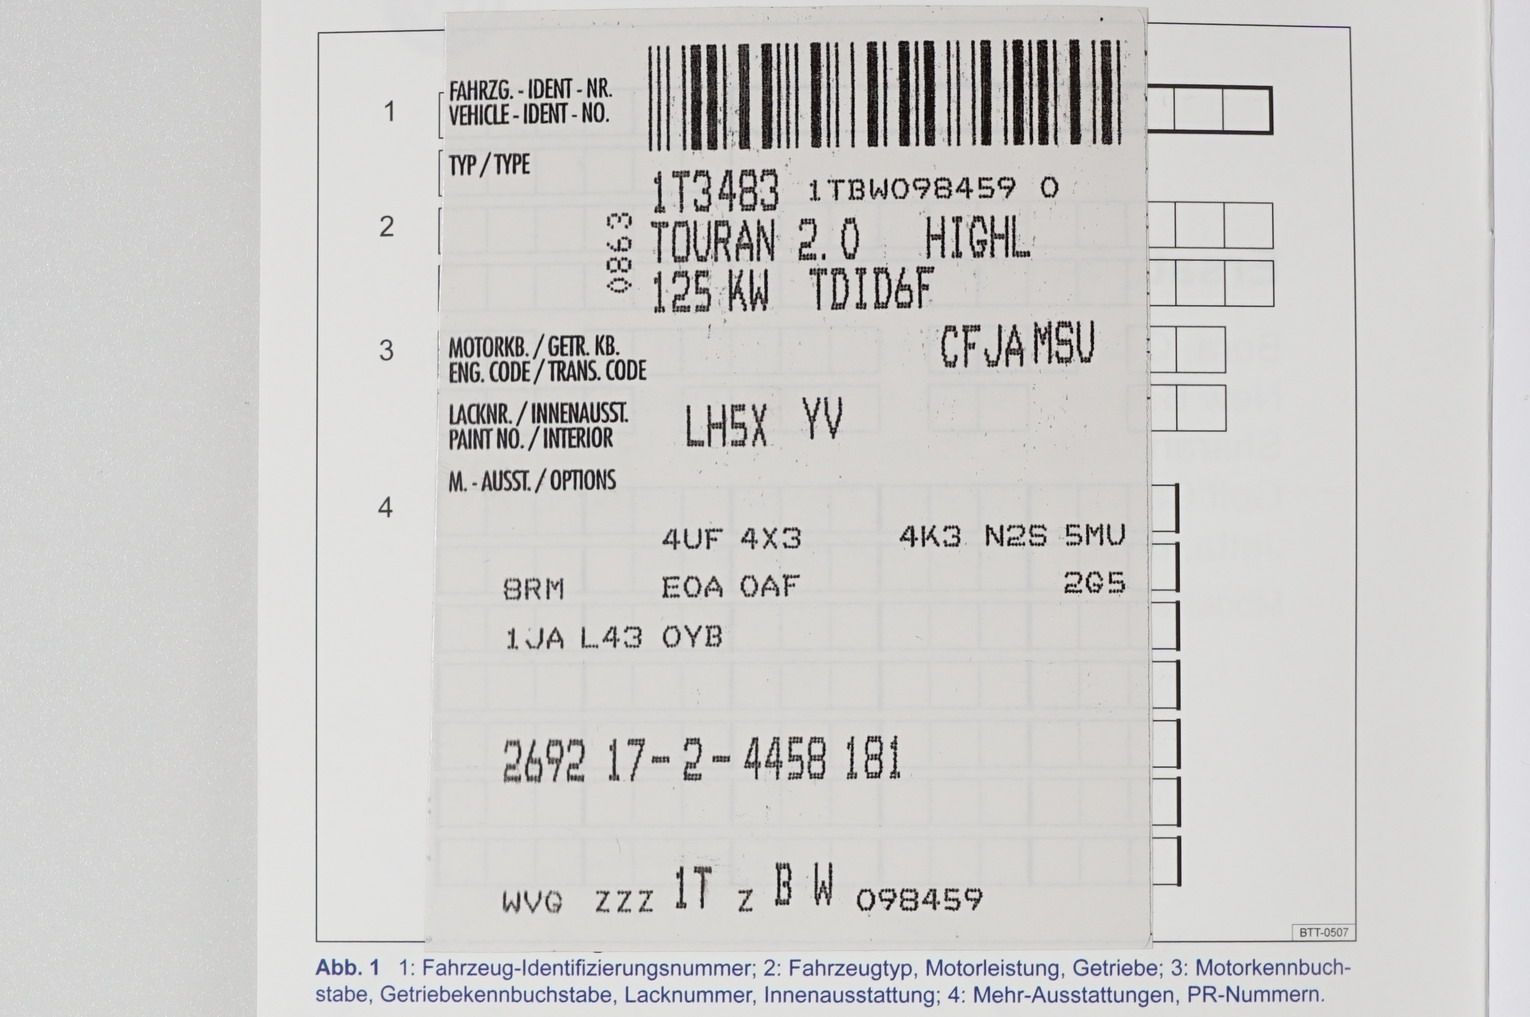 FAHRZG. - IDENT - NR.
VEHICLE - IDENT - NO.
1
TYP / TYPE
1T3483 1TBW098459 0
2
0863
TOURAN 2.0 HIGHL
125 KW TDID6F
3
MOTORKB. / GETR. KB.
ENG. CODE / TRANS. CODE
CFJA MSU
LACKNR. / INNENAUSST.
PAINT NO. / INTERIOR
LH5X YV
M. - AUSST. / OPTIONS
4
4UF 4X3 4K3 N2S 5MU
8RM E0A 0AF 2G5
1JA L43 0YB
2692 17-2-4458 181
WVG ZZZ 1T Z B W 098459
BTT-0507
Abb. 1 1: Fahrzeug-Identifizierungsnummer; 2: Fahrzeugtyp, Motorleistung, Getriebe; 3: Motorkennbuch-
stabe, Getriebekennbuchstabe, Lacknummer, Innenausstattung; 4: Mehr-Ausstattungen, PR-Nummern.